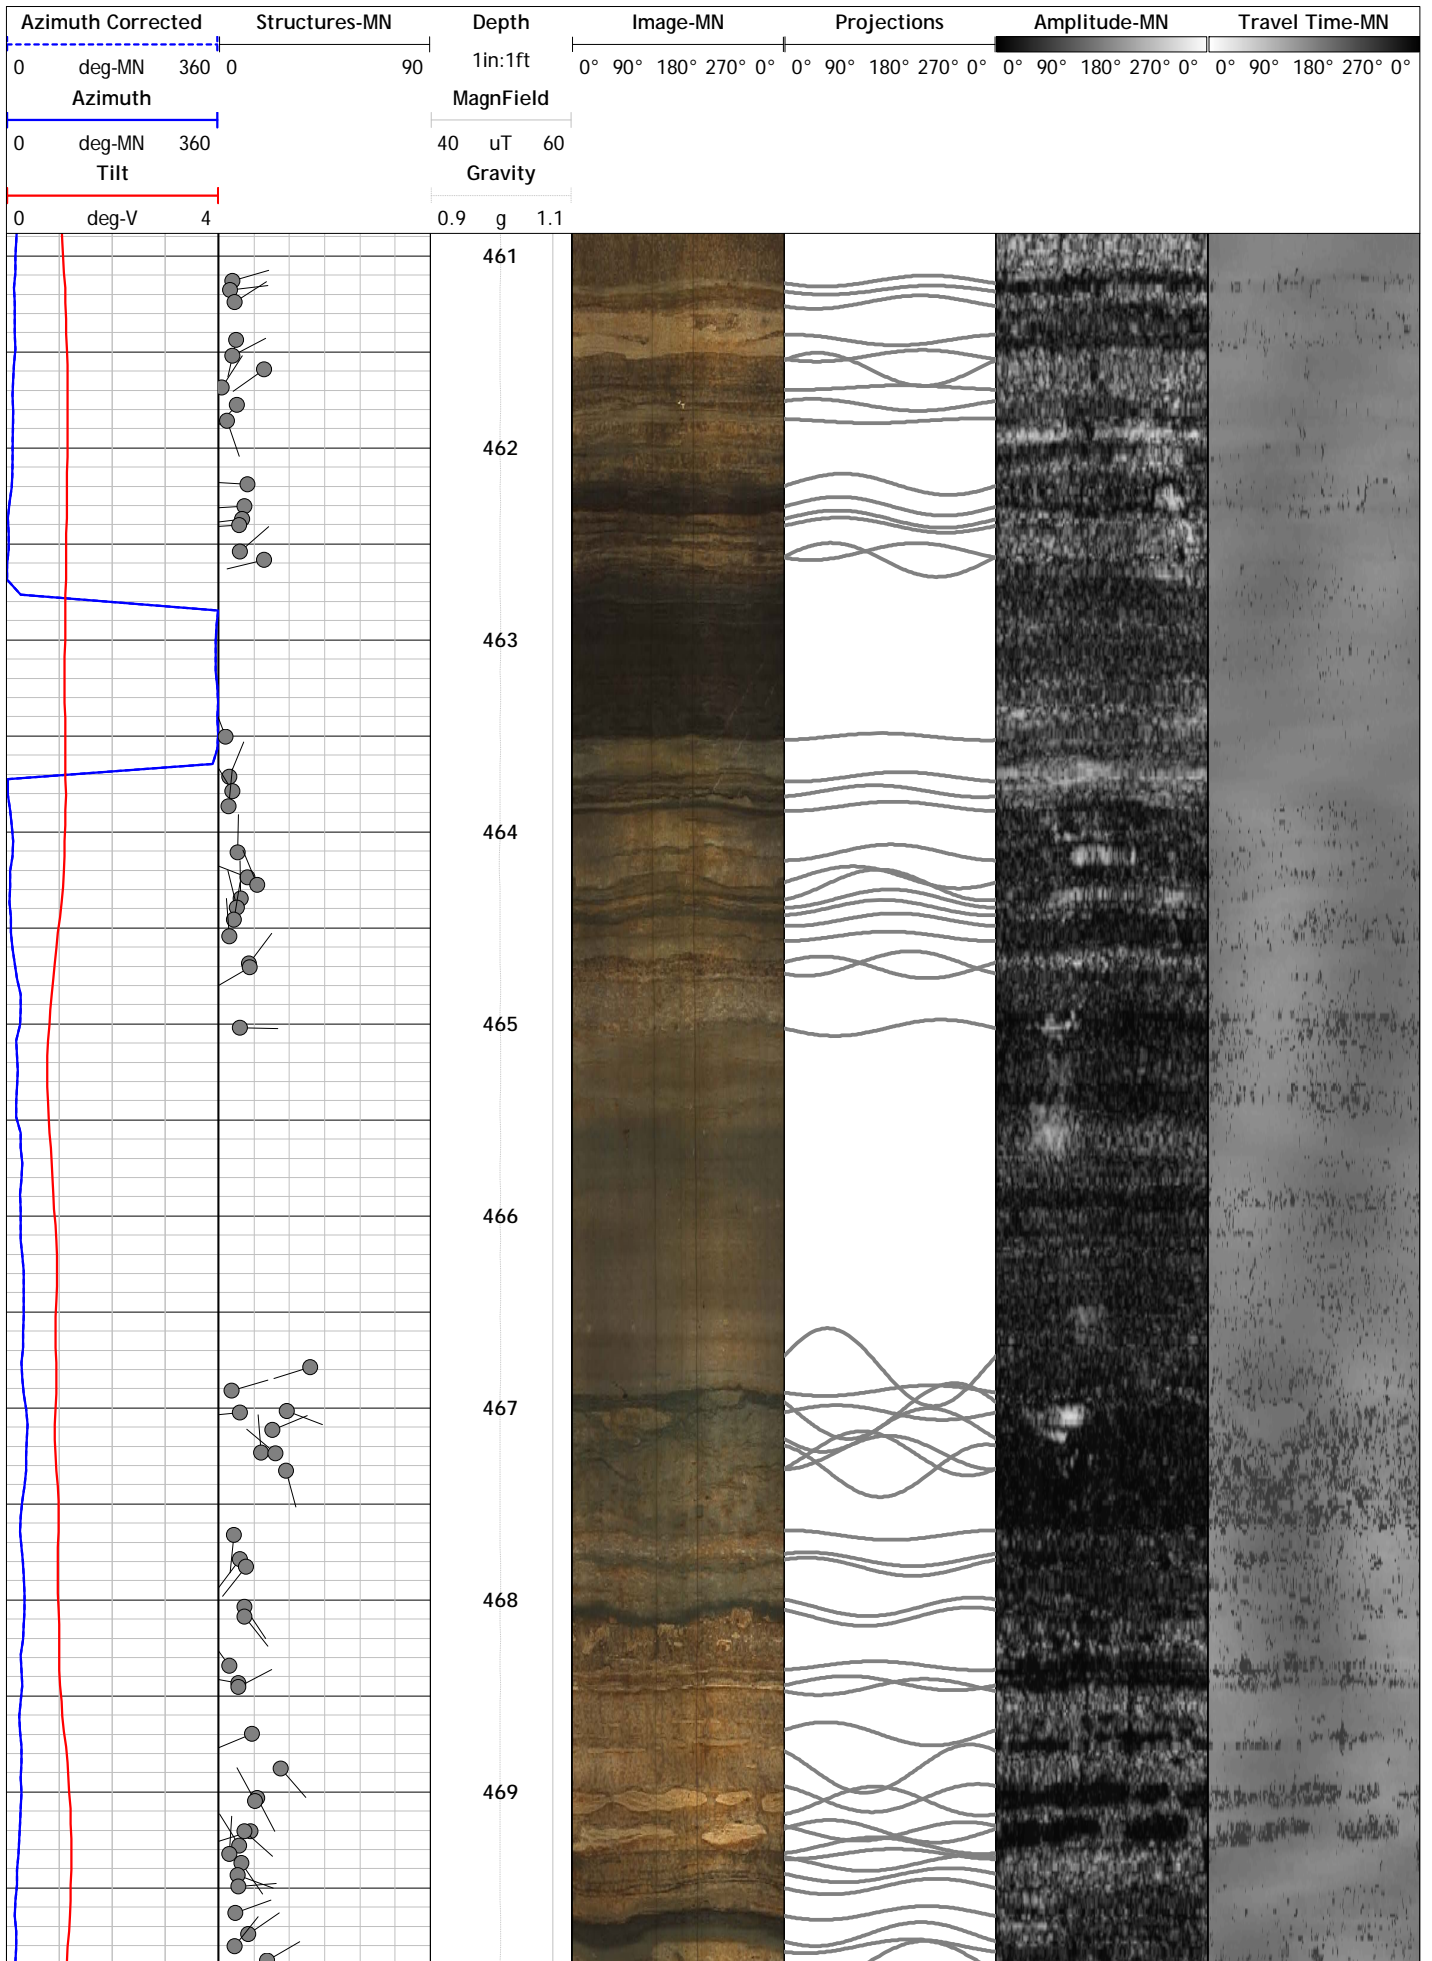 Azimuth Corrected Structures-MN Depth Image-MN Projections Amplitude-MN Travel Time-MN
1in:1ft
0 deg-MN 360 0 90 0° 90° 180° 270° 0° 0° 90° 180° 270° 0° 0° 90° 180° 270° 0° 0° 90° 180° 270° 0°
Azimuth MagnField
0 deg-MN 360 40 uT 60
Tilt Gravity
0 deg-V 4 0.9 g 1.1
461
462
463
464
465
466
467
468
469